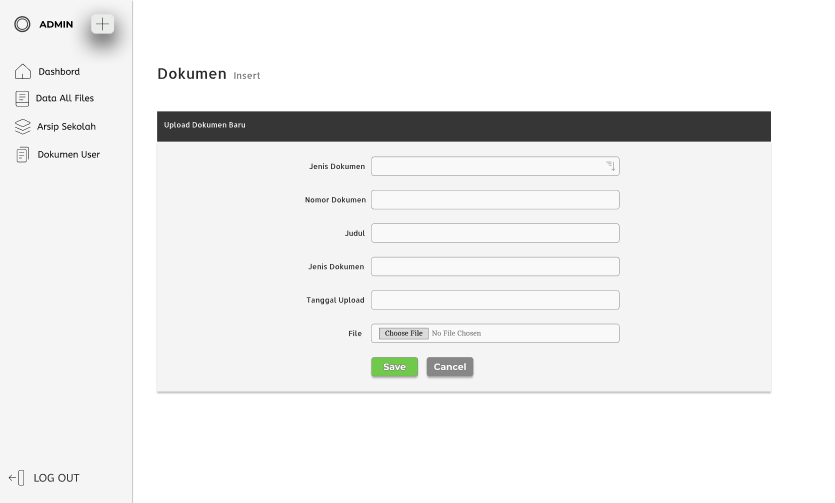 ADMIN
Dashbord
Data All Files
Arsip Sekolah
Dokumen User
LOG OUT
Dokumen Insert
Upload Dokumen Baru
Jenis Dokumen
Nomor Dokumen
Judul
Jenis Dokumen
Tanggal Upload
File Choose File No File Chosen
Save Cancel